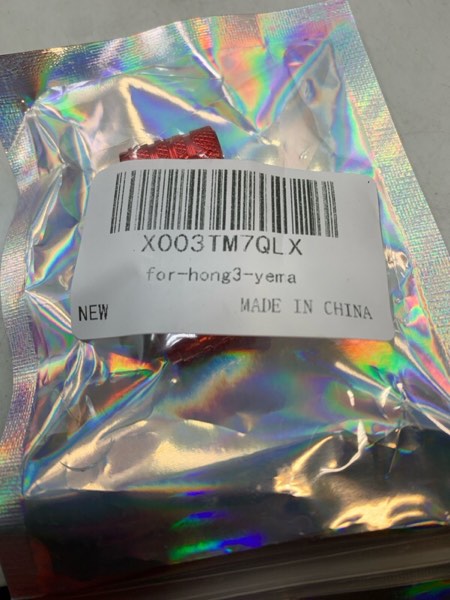 X003TM7QLX
for-hong3-yema
NEW
MADE IN CHINA